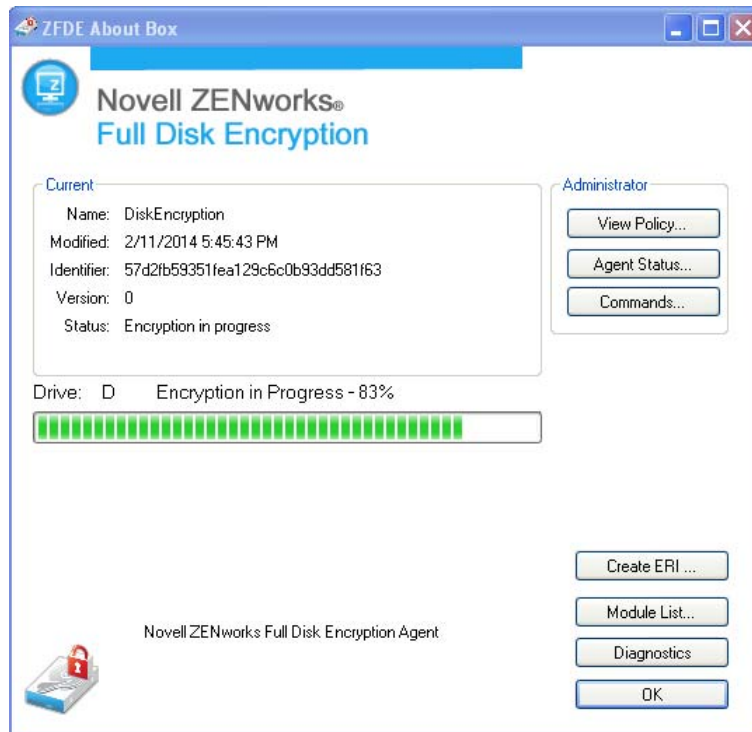 ZFDE About Box
Z
Novell ZENworks®
Full Disk Encryption
Current
Name: DiskEncryption
Modified: 2/11/2014 5:45:43 PM
Identifier: 57d2fb59351fea129c6c0b93dd581f63
Version: 0
Status: Encryption in progress
Administrator
View Policy...
Agent Status...
Commands...
Drive: D Encryption in Progress - 83%
Create ERI ...
Module List...
Novell ZENworks Full Disk Encryption Agent
Diagnostics
OK